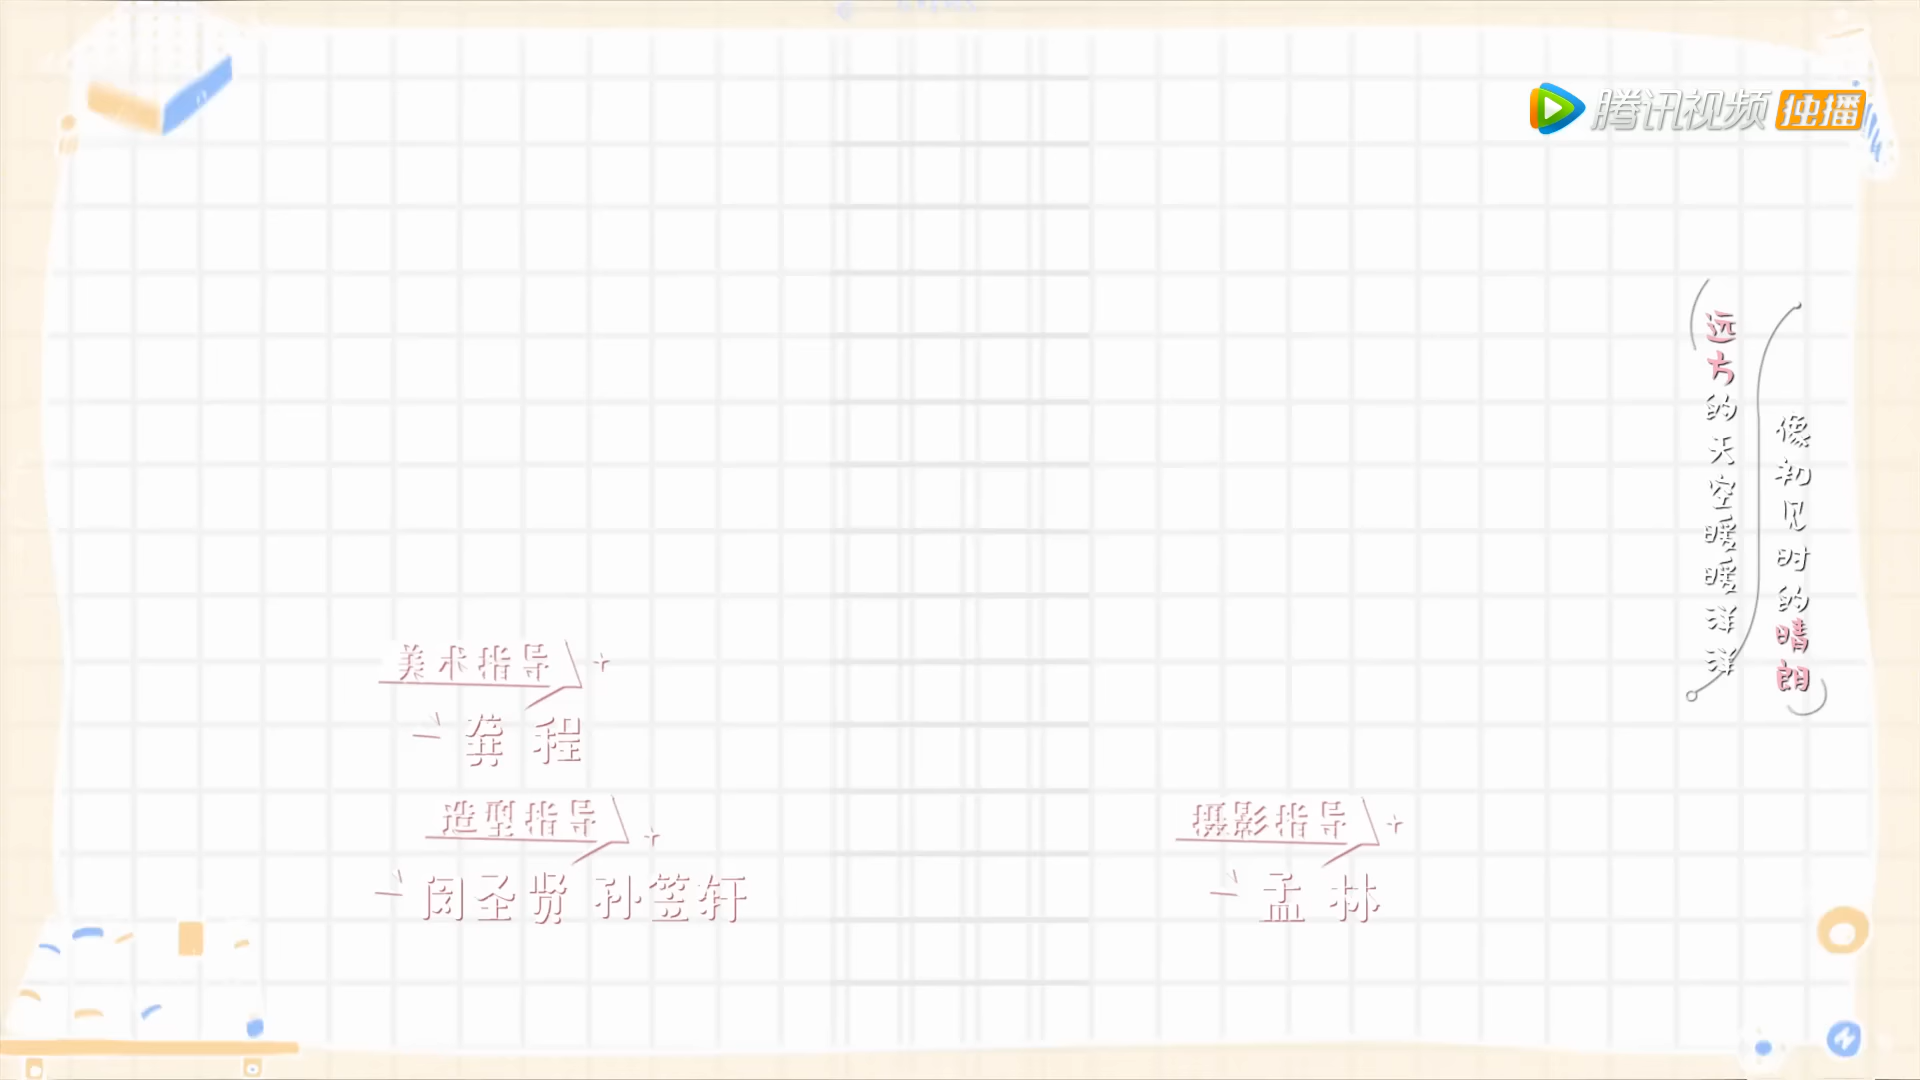 腾讯视频 独播
远方的天空暖暖洋洋
像初见时的晴朗
美术指导
龚 程
造型指导
闵圣贤 孙笠轩
摄影指导
孟 林